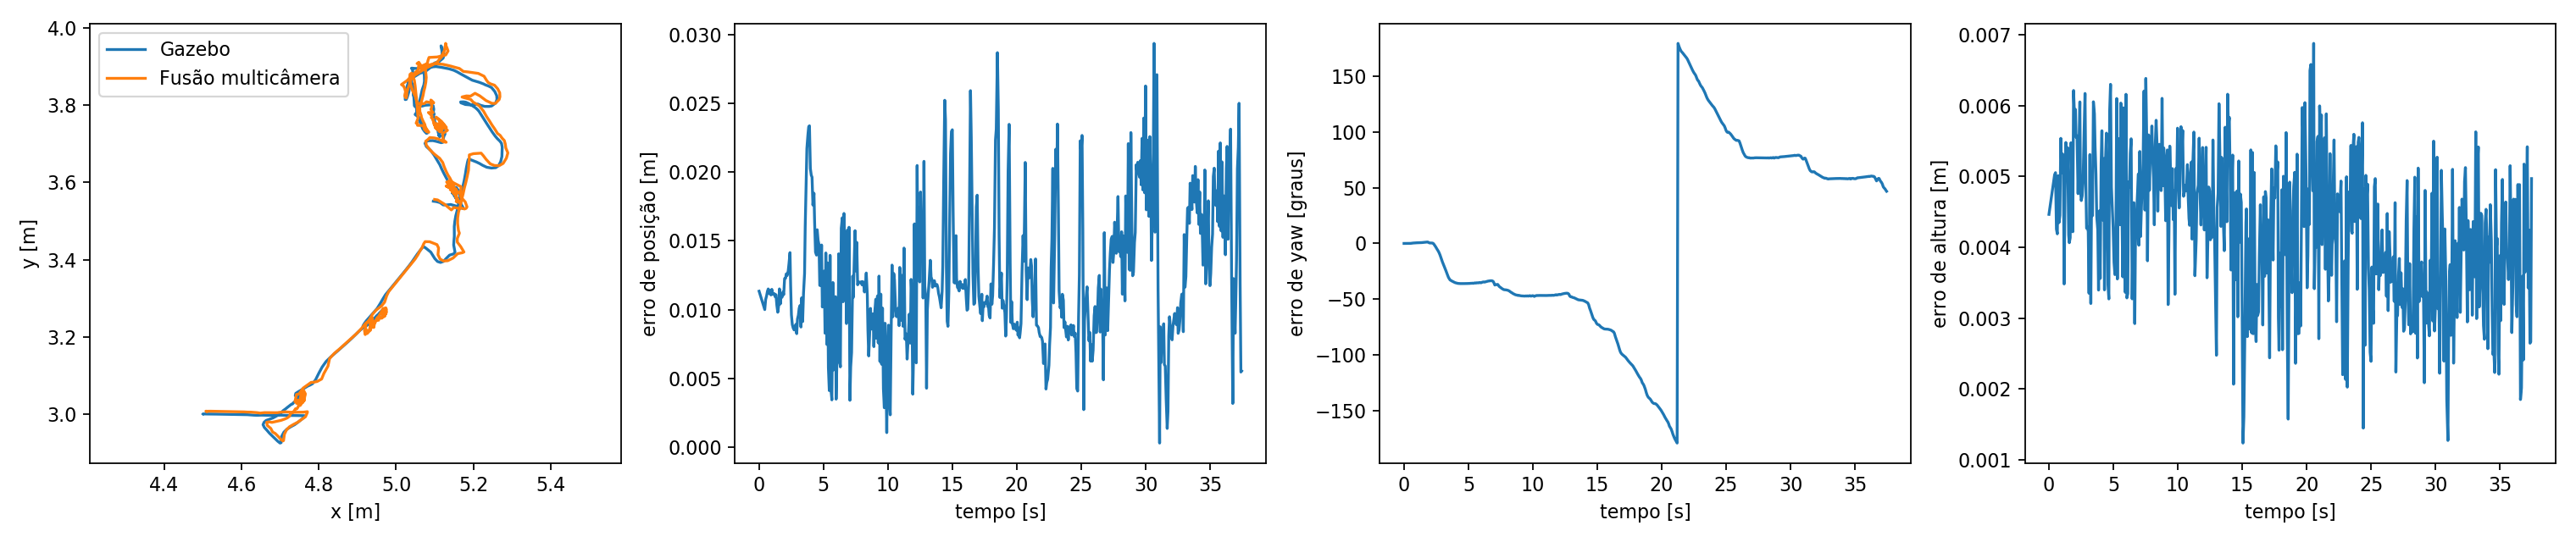 Gazebo
Fusão multicâmera
4.0
3.8
3.6
3.4
3.2
3.0
y [m]
4.4 4.6 4.8 5.0 5.2 5.4
x [m]
0.030
0.025
0.020
0.015
0.010
0.005
0.000
erro de posição [m]
0 5 10 15 20 25 30 35
tempo [s]
150
100
50
0
−50
−100
−150
erro de yaw [graus]
0 5 10 15 20 25 30 35
tempo [s]
0.007
0.006
0.005
0.004
0.003
0.002
0.001
erro de altura [m]
0 5 10 15 20 25 30 35
tempo [s]